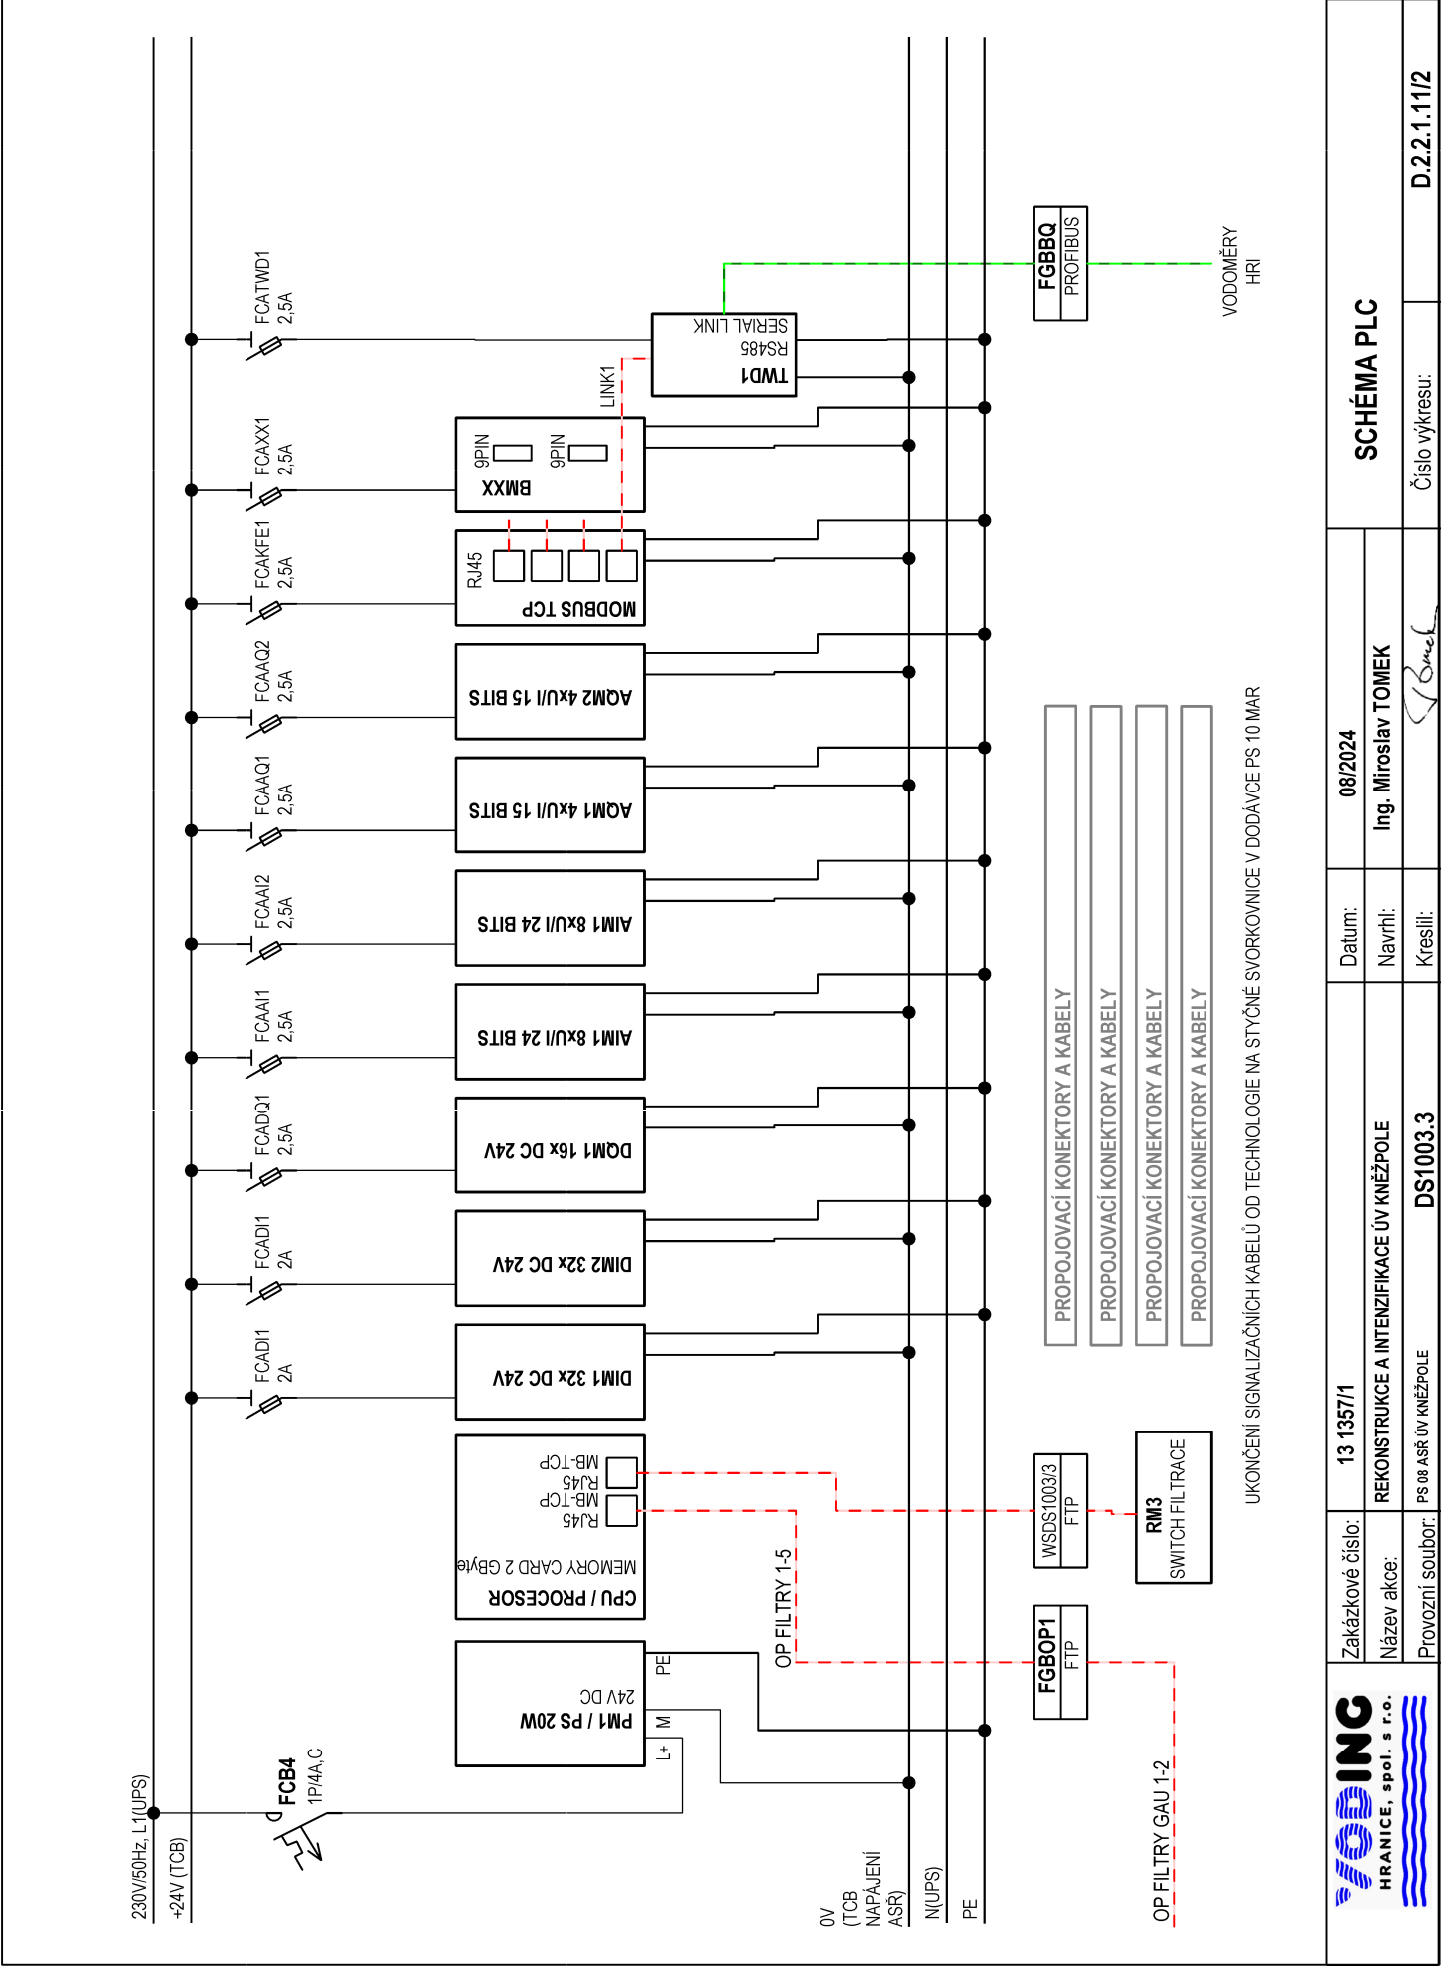 230V/50Hz, L1(UPS)
+24V (TCB)
FCB4
1P/4A,C
FCADI1
2A
FCADI1
2A
FCADQ1
2,5A
FCAAI1
2,5A
FCAAI2
2,5A
FCAAQ1
2,5A
FCAAQ2
2,5A
FCAKFE1
2,5A
FCAXX1
2,5A
FCATWD1
2,5A
PM1 / PS 20W
24V DC
L+
M
PE
CPU / PROCESOR
MEMORY CARD 2 GByte
RJ45
MB-TCP
RJ45
MB-TCP
DIM1 32x DC 24V
DIM2 32x DC 24V
DQM1 16x DC 24V
AIM1 8xU/I 24 BITS
AIM1 8xU/I 24 BITS
AQM1 4xU/I 15 BITS
AQM2 4xU/I 15 BITS
MODBUS TCP
RJ45
BMXX
9PIN
9PIN
LINK1
TWD1
RS485
SERIAL LINK
0V
(TCB
NAPÁJENÍ
ASŘ)
N(UPS)
PE
OP FILTRY 1-5
OP FILTRY GAU 1-2
FGBOP1
FTP
WSDS1003/3
FTP
RM3
SWITCH FILTRACE
PROPOJOVACÍ KONEKTORY A KABELY
PROPOJOVACÍ KONEKTORY A KABELY
PROPOJOVACÍ KONEKTORY A KABELY
PROPOJOVACÍ KONEKTORY A KABELY
FGBBQ
PROFIBUS
VODOMĚRY
HRI
UKONČENÍ SIGNALIZAČNÍCH KABELŮ OD TECHNOLOGIE NA STYČNÉ SVORKOVNICE V DODÁVCE PS 10 MAR
VODING
HRANICE, spol. s r.o.
Zakázkové číslo:
13 1357/1
Název akce:
REKONSTRUKCE A INTENZIFIKACE ÚV KNĚŽPOLE
Provozní soubor:
PS 08 ASŘ ÚV KNĚŽPOLE
DS1003.3
Datum:
08/2024
Navrhl:
Ing. Miroslav TOMEK
Kreslil:
Tomek
SCHÉMA PLC
Číslo výkresu:
D.2.2.1.11/2